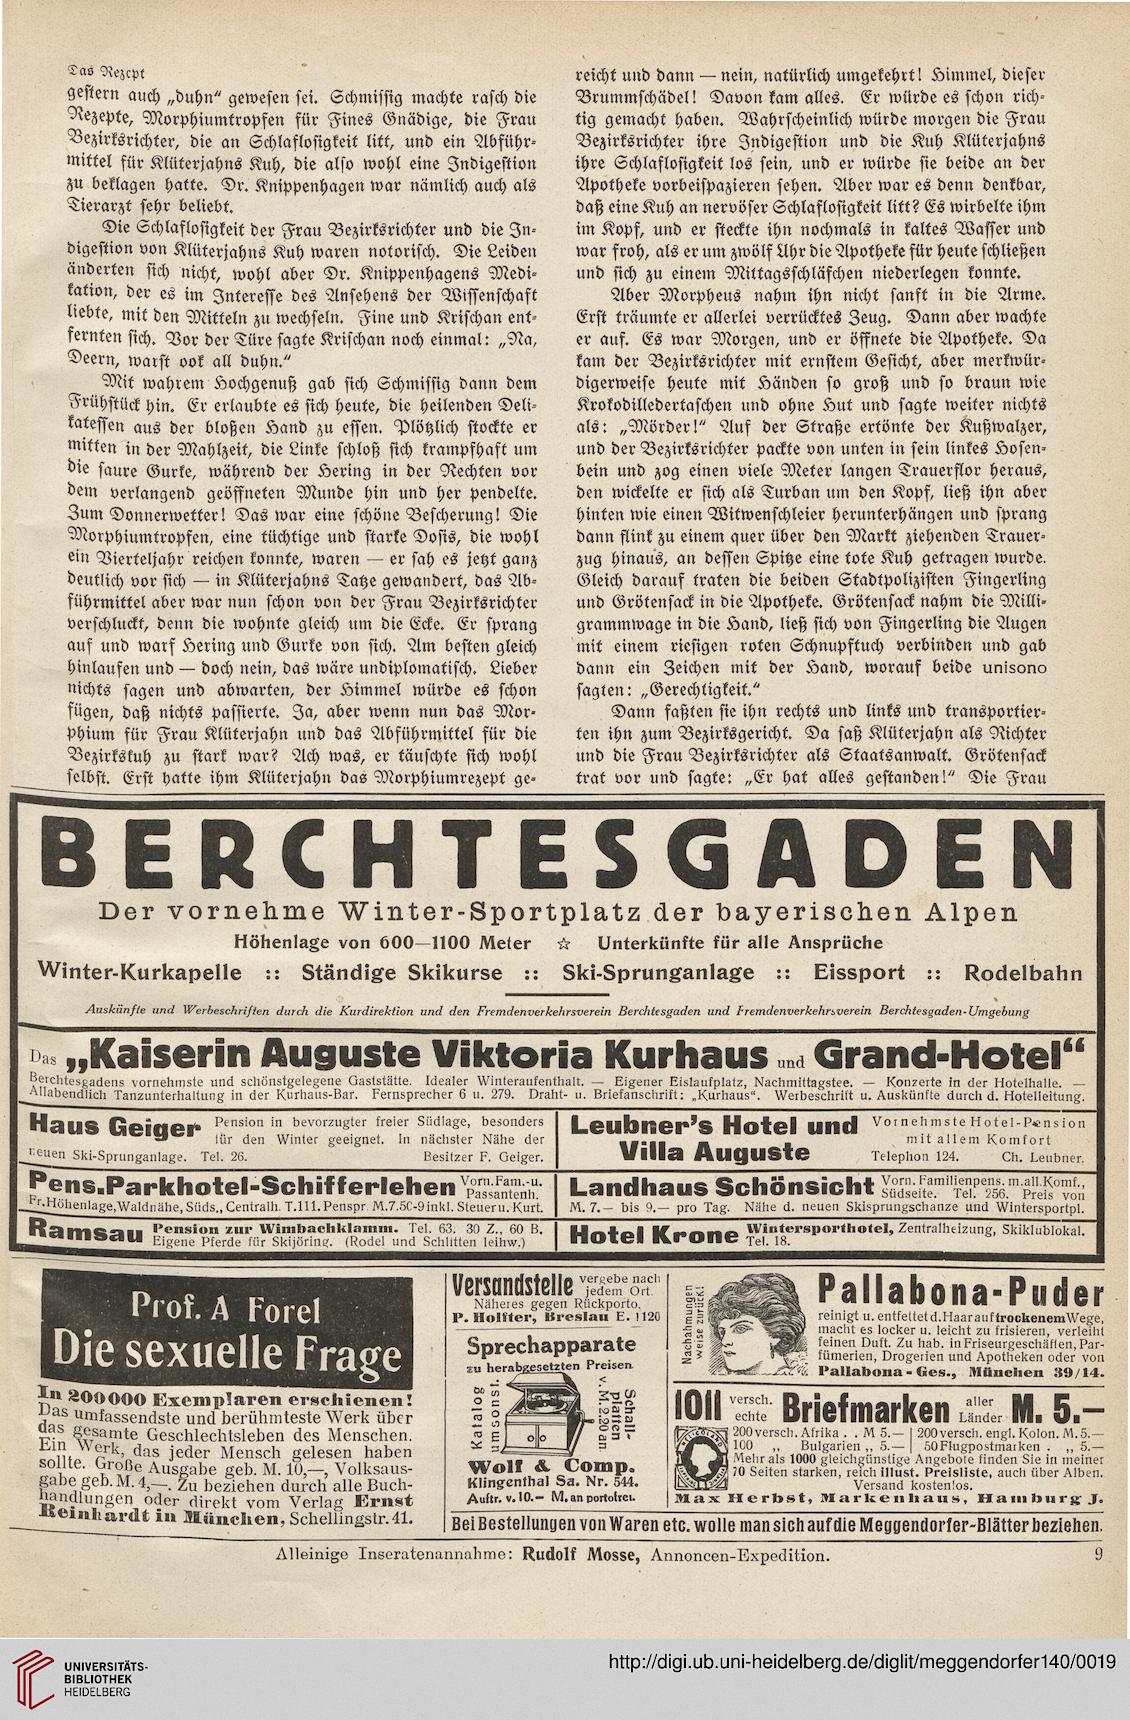 Das Rezept
gestern auch „duhn“ gewesen sei. Schmissig machte rasch die
Rezepte, Morphiumtropfen für Fines Gnädige, die Frau
Bezirksrichter, die an Schlaflosigkeit litt, und ein Abführ-
mittel für Klüterjahns Kuh, die also wohl eine Indigestion
zu beklagen hatte. Dr. Knippenhagen war nämlich auch als
Tierarzt sehr beliebt.
Die Schlaflosigkeit der Frau Bezirksrichter und die In-
digestion von Klüterjahns Kuh waren notorisch. Die Leiden
änderten sich nicht, wohl aber Dr. Knippenhagens Medi-
kation, der es im Interesse des Ansehens der Wissenschaft
liebte, mit den Mitteln zu wechseln. Fine und Krischan ent-
fernten sich. Vor der Türe sagte Krischan noch einmal: „Na,
Deern, warst ook all duhn.“
Mit wahrem Hochgenuß gab sich Schmissig dann dem
Frühstück hin. Er erlaubte es sich heute, die heilenden Deli-
katessen aus der bloßen Hand zu essen. Plötzlich stockte er
mitten in der Mahlzeit, die Linke schloß sich krampfhaft um
die saure Gurke, während der Hering in der Rechten vor
dem verlangend geöffneten Munde hin und her pendelte.
Zum Donnerwetter! Das war eine schöne Bescherung! Die
Morphiumtropfen, eine tüchtige und starke Dosis, die wohl
ein Vierteljahr reichen konnte, waren — er sah es jetzt ganz
deutlich vor sich — in Klüterjahns Tatze gewandert, das Ab-
führmittel aber war nun schon von der Frau Bezirksrichter
verschluckt, denn die wohnte gleich um die Ecke. Er sprang
auf und warf Hering und Gurke von sich. Am besten gleich
hinlaufen und — doch nein, das wäre undiplomatisch. Lieber
nichts sagen und abwarten, der Himmel würde es schon
fügen, daß nichts passierte. Ja, aber wenn nun das Mor-
phium für Frau Klüterjahn und das Abführmittel für die
Bezirkskuh zu stark war? Ach was, er täuschte sich wohl
selbst. Erst hatte ihm Klüterjahn das Morphiumrezept ge-
reicht und dann — nein, natürlich umgekehrt! Himmel, dieser
Brummschädel! Davon kam alles. Er würde es schon rich-
tig gemacht haben. Wahrscheinlich würde morgen die Frau
Bezirksrichter ihre Indigestion und die Kuh Klüterjahns
ihre Schlaflosigkeit los sein, und er würde sie beide an der
Apotheke vorbeispazieren sehen. Aber war es denn denkbar,
daß eine Kuh an nervöser Schlaflosigkeit litt? Es wirbelte ihm
im Kopf, und er steckte ihn nochmals in kaltes Wasser und
war froh, als er um zwölf Uhr die Apotheke für heute schließen
und sich zu einem Mittagsschläfchen niederlegen konnte.
Aber Morpheus nahm ihn nicht sanft in die Arme.
Erst träumte er allerlei verrücktes Zeug. Dann aber wachte
er auf. Es war Morgen, und er öffnete die Apotheke. Da
kam der Bezirksrichter mit ernstem Gesicht, aber merkwür-
digerweise heute mit Händen so groß und so braun wie
Krokodilledertaschen und ohne Hut und sagte weiter nichts
als: „Mörder!“ Auf der Straße ertönte der Kußwalzer,
und der Bezirksrichter packte von unten in sein linkes Hosen-
bein und zog einen viele Meter langen Trauerflor heraus,
den wickelte er sich als Turban um den Kopf, ließ ihn aber
hinten wie einen Witwenschleier herunterhängen und sprang
dann flink zu einem quer über den Markt ziehenden Trauer-
zug hinaus, an dessen Spitze eine tote Kuh getragen wurde.
Gleich darauf traten die beiden Stadtpolizisten Fingerling
und Grötensack in die Apotheke. Grötensack nahm die Milli-
grammwage in die Hand, ließ sich von Fingerling die Augen
mit einem riesigen roten Schnupftuch verbinden und gab
dann ein Zeichen mit der Hand, worauf beide unisono
sagten: „Gerechtigkeit.“
Dann faßten sie ihn rechts und links und transportier-
ten ihn zum Bezirksgericht. Da saß Klüterjahn als Richter
und die Frau Bezirksrichter als Staatsanwalt. Grötensack
trat vor und sagte: „Er hat alles gestanden!“ Die Frau
BERCHTESGADEN
Der vornehme Winter-Sportplatz der bayerischen Alpen
Höhenlage von 600—1100 Meter ☆ Unterkünfte für alle Ansprüche
Winter-Kurkapelle :: Ständige Skikurse :: Ski-Sprunganlage :: Eissport :: Rodelbahn
Auskünfte und Werbeschriften durch die Kurdirektion und den Fremdenverkehrsverein Berchtesgaden und Fremdenverkehrsverein Berchtesgaden-Umgebung
Das „Kaiserin Auguste Viktoria Kurhaus und Grand-Hotel“
Berchtesgadens vornehmste und schönstgelegene Gaststätte. Idealer Winteraufenthalt. — Eigener Eislaufplatz, Nachmittagstee. — Konzerte in der Hotelhalle. —
Allabendlich Tanzunterhaltung in der Kurhaus-Bar. Fernsprecher 6 u. 279. Draht- u. Briefanschrift: „Kurhaus“. Werbeschrift u. Auskünfte durch d. Hotelleitung.
Haus Geiger Pension in bevorzugter freier Südlage, besonders
für den Winter geeignet. In nächster Nähe der
neuen Ski-Sprunganlage. Tel. 26. Besitzer F. Geiger.
Leubner's Hotel und Vornehmste Hotel-Pension
mit allem Komfort
Villa Auguste Telephon 124. Ch. Leubner.
Pens.Parkhotel-Schifferlehen Vorn.Fam.-u.
Passantenh.
Fr.Höhenlage,Waldnähe,Süds.,Centralh. T.111.Penspr. M.7.50-9 inkl. Steuer u. Kurt.
Landhaus Schönsicht Vorn. Familienpens. m. all. Komf.,
Südseite. Tel. 256. Preis von
M. 7.— bis 9.— pro Tag. Nähe d. neuen Skisprungschanze und Wintersportpl.
Ramsau Pension zur Wimbachklamm. Tel. 63. 30 Z., 60 B.
Eigene Pferde für Skijöring. (Rodel und Schlitten leihw.)
Hotel Krone Wintersporthotel, Zentralheizung, Skiklublokal.
Tel. 18.
Prof. A Forel
Die sexuelle Frage
In 200 000 Exemplaren erschienen!
Das umfassendste und berühmteste Werk über
das gesamte Geschlechtsleben des Menschen.
Ein Werk, das jeder Mensch gelesen haben
sollte. Große Ausgabe geb. M. 10,—, Volksaus-
gabe geb. M. 4,—. Zu beziehen durch alle Buch-
handlungen oder direkt vom Verlag Ernst
Reinhardt in München, Schellingstr. 41.
Versandstelle vergebe nach
jedem Ort.
Näheres gegen Rückporto.
P. Holfter, Breslau E. 1120
Sprechapparate
zu herabgesetzten Preisen.
Katalog
umsonst.
Schall-
platten
v. M. 2.20 an
Wolf & Comp.
Klingenthal Sa. Nr. 544.
Auftr. v. 10.— M. an portofrei.
Nachahmungen
weise zurück!
Pallabona-Puder
reinigt u. entfettet d. Haar auf trockenem Wege,
macht es locker u. leicht zu frisieren, verleiht
feinen Duft. Zu hab. in Friseurgeschäften, Par-
fümerien, Drogerien und Apotheken oder von
Pallabona-Ges., München 39/14.
1011 versch.
echte Briefmarken aller
Länder M. 5.—
200 versch. Afrika . . M 5.— | 200 versch. engl. Kolon. M. 5.—
100 „ Bulgarien „ 5.— | 50 Flugpostmarken . „ 5.—
Mehr als 1000 gleichgünstige Angebote finden Sie in meiner
70 Seiten starken, reich illust. Preisliste, auch über Alben.
Versand kostenlos.
Max Herbst, Markenhaus, Hamburg J.
Bei Bestellungen von Waren etc. wolle man sich auf die Meggendorfer-Blätter beziehen.
Alleinige Inseratenannahme: Rudolf Mosse, Annoncen-Expedition. 9
UNIVERSITÄTS-
BIBLIOTHEK
HEIDELBERG
http://digi.ub.uni-heidelberg.de/diglit/meggendorfer140/0019